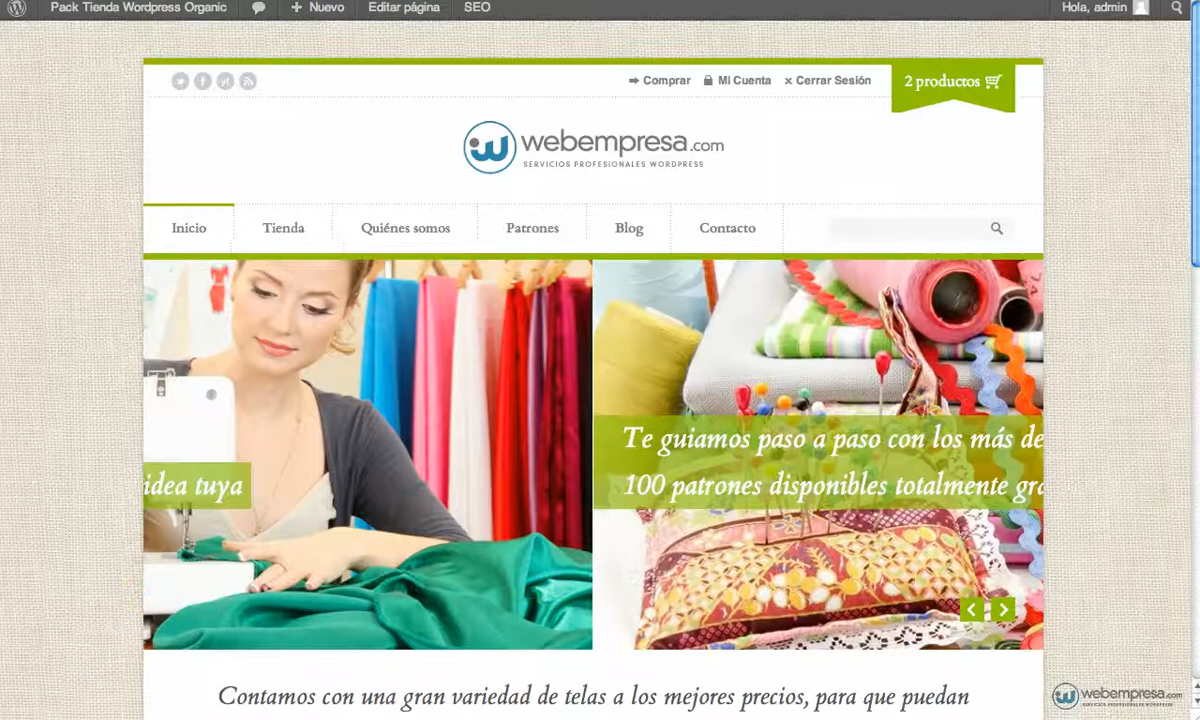 Pack Tienda Wordpress Organic
Nuevo
Editar página
SEO
Hola, admin
Comprar
Mi Cuenta
Cerrar Sesión
2 productos
webempresa.com
SERVICIOS PROFESIONALES WORDPRESS
Inicio
Tienda
Quiénes somos
Patrones
Blog
Contacto
idea tuya
Te guiamos paso a paso con los más de
100 patrones disponibles totalmente gra
Contamos con una gran variedad de telas a los mejores precios, para que puedan
webempresa.com
SERVICIOS PROFESIONALES WORDPRESS